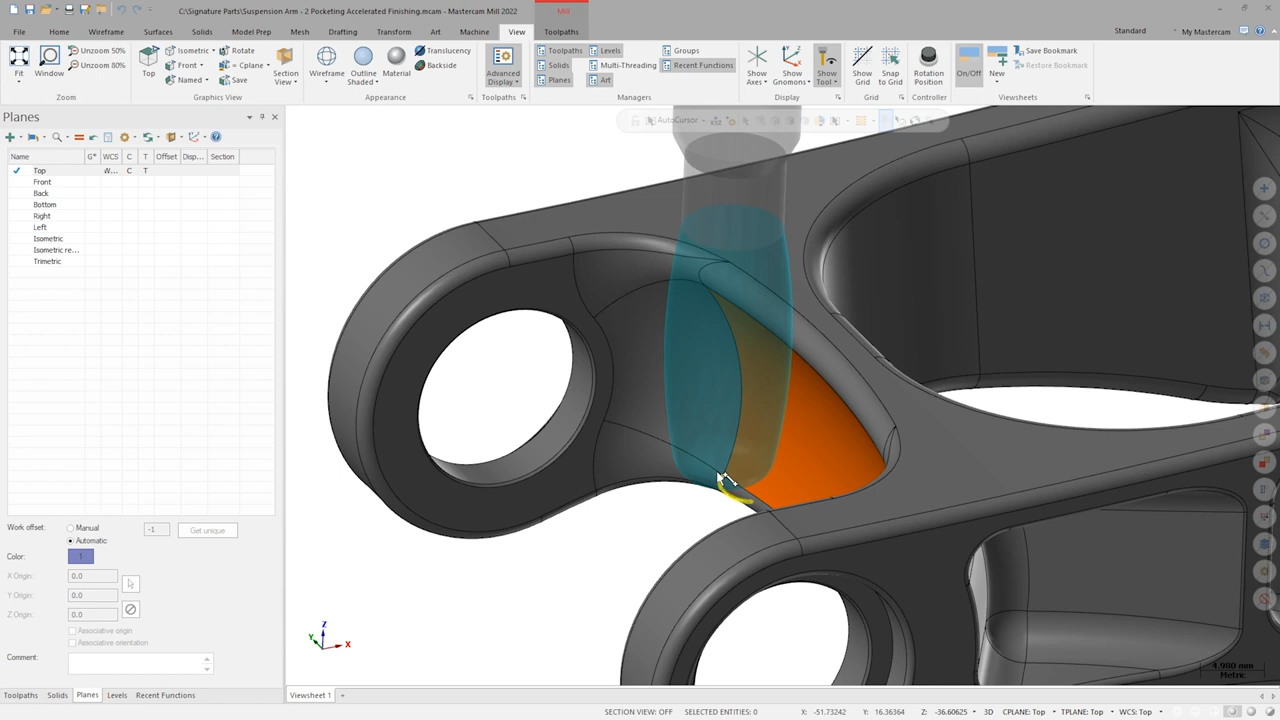 C:\Signature Parts\Suspension Arm - 2 Pocketing Accelerated Finishing.mcam - Mastercam Mill 2022
Mill
File Home Wireframe Surfaces Solids Model Prep Mesh Drafting Transform Art Machine View Toolpaths
Standard My Mastercam
Fit
Window
Unzoom 50%
Unzoom 80%
Zoom
Top
Isometric
Front
Named
Rotate
= Cplane
Save
Section View
Graphics View
Wireframe
Outline Shaded
Material
Translucency
Backside
Appearance
Advanced Display
Toolpaths
Toolpaths
Solids
Planes
Levels
Multi-Threading
Art
Groups
Recent Functions
Managers
Show Axes
Show Gnomons
Show Tool
Display
Show Grid
Snap to Grid
Grid
Rotation Position
Controller
On/Off
New
Save Bookmark
Restore Bookmark
Viewsheets
Planes
AutoCursor
Name G* WCS C T Offset Disp... Section
Top W... C T
Front
Back
Bottom
Right
Left
Isometric
Isometric re...
Trimetric
Work offset: Manual -1 Get unique
Automatic
Color: 1
X Origin: 0.0
Y Origin: 0.0
Z Origin: 0.0
Associative origin
Associative orientation
Comment:
Z
Y
X
4.980 mm
Metric
Toolpaths Solids Planes Levels Recent Functions
Viewsheet 1 +
SECTION VIEW: OFF SELECTED ENTITIES: 0 X: -51.73242 Y: 16.36364 Z: -36.60625 3D CPLANE: Top TPLANE: Top WCS: Top